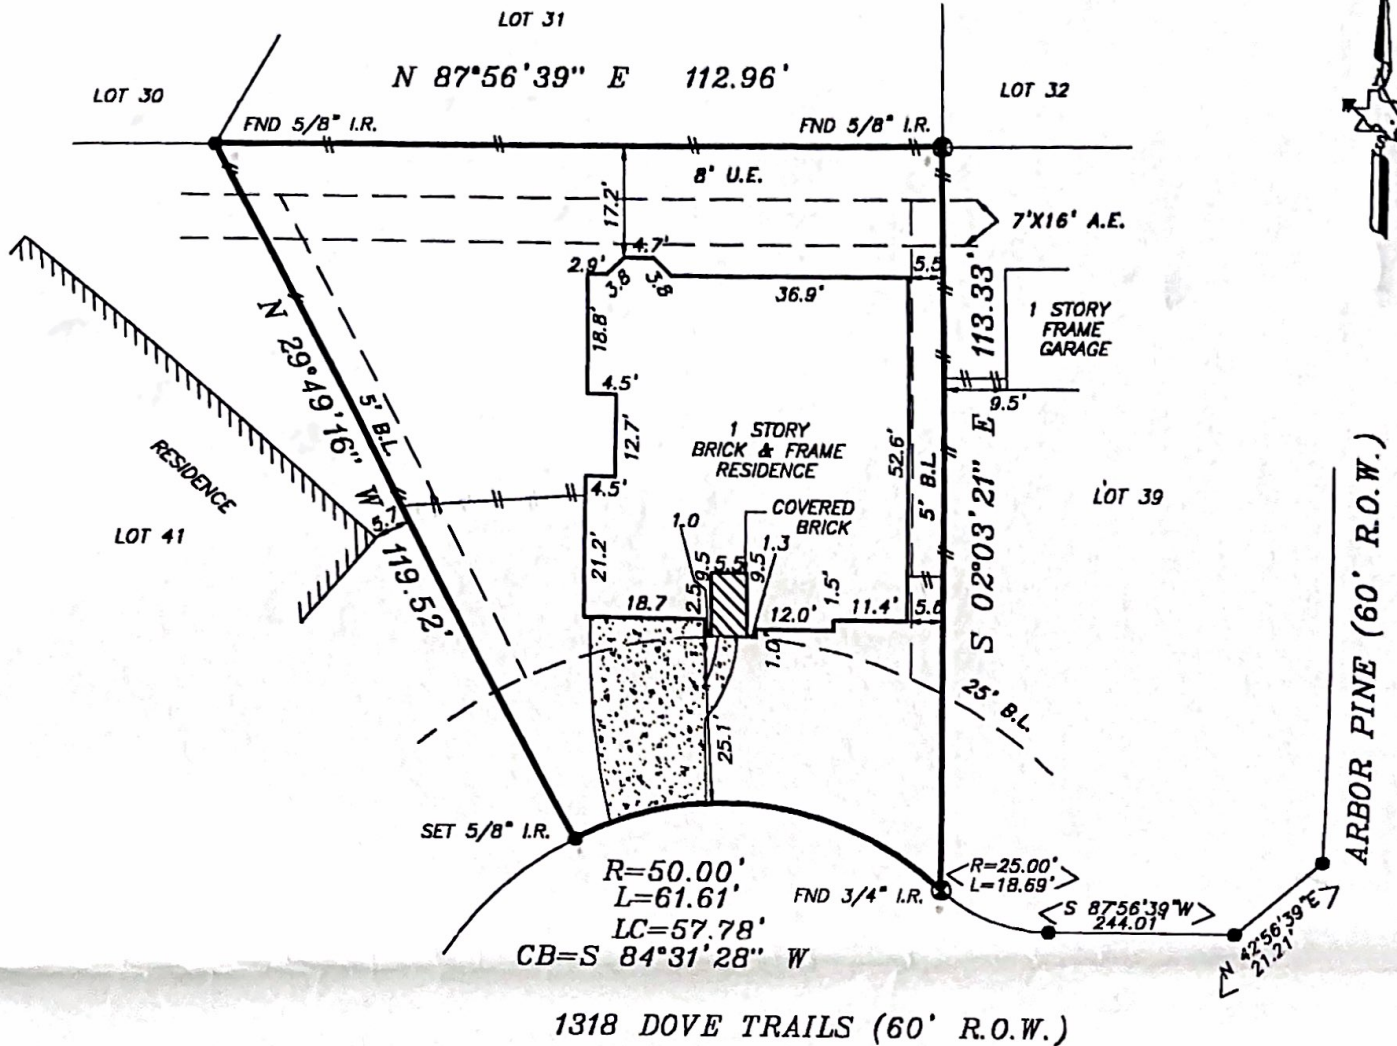 LOT 31
N 87°56'39" E 112.96'
LOT 30
LOT 32
FND 5/8" I.R.
FND 5/8" I.R.
8' U.E.
17.2'
7'X16' A.E.
4.7'
2.9'
3.8
3.8
36.9'
5.5
18.8'
113.33'
1 STORY
FRAME
GARAGE
9.5'
N 29°49'16" W 119.52'
5' B.L.
4.5'
12.7'
1 STORY
BRICK & FRAME
RESIDENCE
52.6'
5' B.L.
S 02°03'21" E
RESIDENCE
LOT 41
4.5'
COVERED
BRICK
LOT 39
1.0
9.5
5.5
9.5
1.3
21.2'
18.7
2.5
12.0'
1.5'
11.4'
1.0'
25' B.L.
25.1'
ARBOR PINE (60' R.O.W.)
SET 5/8" I.R.
R=50.00'
L=61.61'
LC=57.78'
CB=S 84°31'28" W
FND 3/4" I.R.
R=25.00'
L=18.69'
S 87°56'39"W
244.01'
N 42°56'39"E
21.21'
1318 DOVE TRAILS (60' R.O.W.)